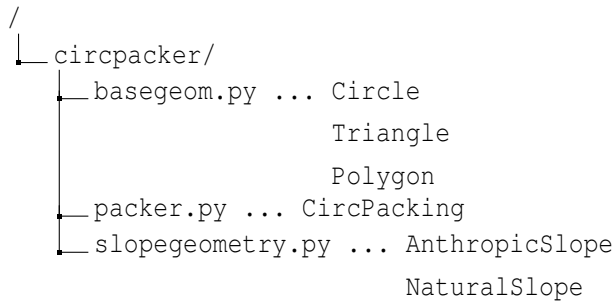 /
circpacker/
basegeom.py ... Circle
Triangle
Polygon
packer.py ... CircPacking
slopegeometry.py ... AnthropicSlope
NaturalSlope